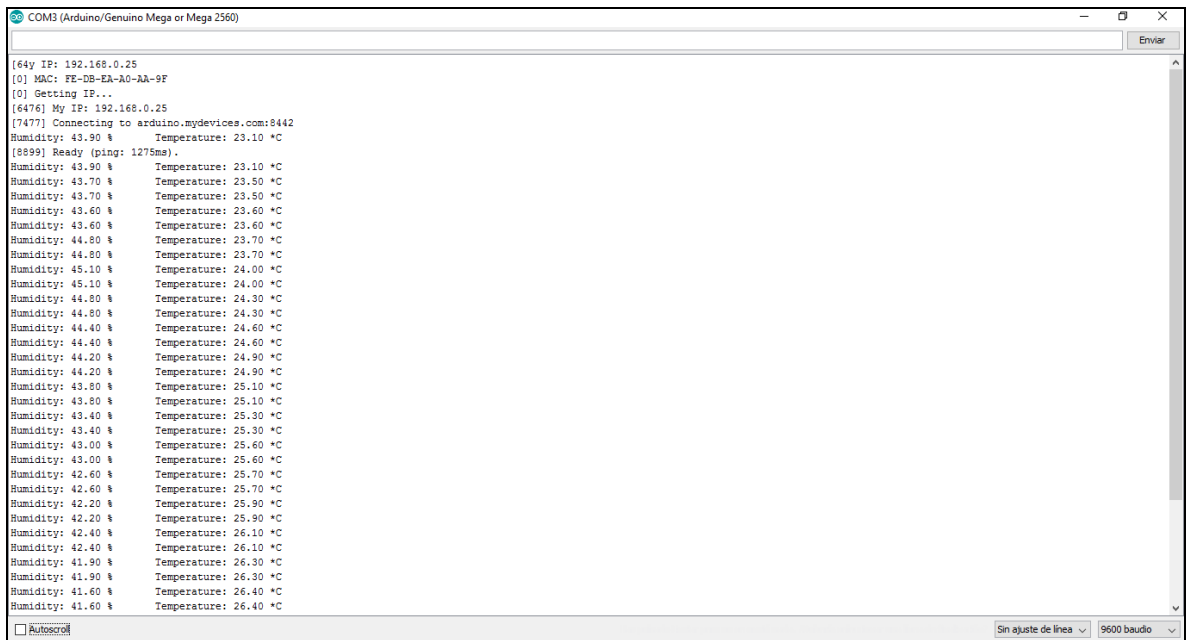 COM3 (Arduino/Genuino Mega or Mega 2560)
Enviar
[64y IP: 192.168.0.25
[0] MAC: FE-DB-EA-A0-AA-9F
[0] Getting IP...
[6476] My IP: 192.168.0.25
[7477] Connecting to arduino.mydevices.com:8442
Humidity: 43.90 % Temperature: 23.10 *C
[8899] Ready (ping: 1275ms).
Humidity: 43.90 % Temperature: 23.10 *C
Humidity: 43.70 % Temperature: 23.50 *C
Humidity: 43.70 % Temperature: 23.50 *C
Humidity: 43.60 % Temperature: 23.60 *C
Humidity: 43.60 % Temperature: 23.60 *C
Humidity: 44.80 % Temperature: 23.70 *C
Humidity: 44.80 % Temperature: 23.70 *C
Humidity: 45.10 % Temperature: 24.00 *C
Humidity: 45.10 % Temperature: 24.00 *C
Humidity: 44.80 % Temperature: 24.30 *C
Humidity: 44.80 % Temperature: 24.30 *C
Humidity: 44.40 % Temperature: 24.60 *C
Humidity: 44.40 % Temperature: 24.60 *C
Humidity: 44.20 % Temperature: 24.90 *C
Humidity: 44.20 % Temperature: 24.90 *C
Humidity: 43.80 % Temperature: 25.10 *C
Humidity: 43.80 % Temperature: 25.10 *C
Humidity: 43.40 % Temperature: 25.30 *C
Humidity: 43.40 % Temperature: 25.30 *C
Humidity: 43.00 % Temperature: 25.60 *C
Humidity: 43.00 % Temperature: 25.60 *C
Humidity: 42.60 % Temperature: 25.70 *C
Humidity: 42.60 % Temperature: 25.70 *C
Humidity: 42.20 % Temperature: 25.90 *C
Humidity: 42.20 % Temperature: 25.90 *C
Humidity: 42.40 % Temperature: 26.10 *C
Humidity: 42.40 % Temperature: 26.10 *C
Humidity: 41.90 % Temperature: 26.30 *C
Humidity: 41.90 % Temperature: 26.30 *C
Humidity: 41.60 % Temperature: 26.40 *C
Humidity: 41.60 % Temperature: 26.40 *C
Autoscroll Sin ajuste de línea 9600 baudio